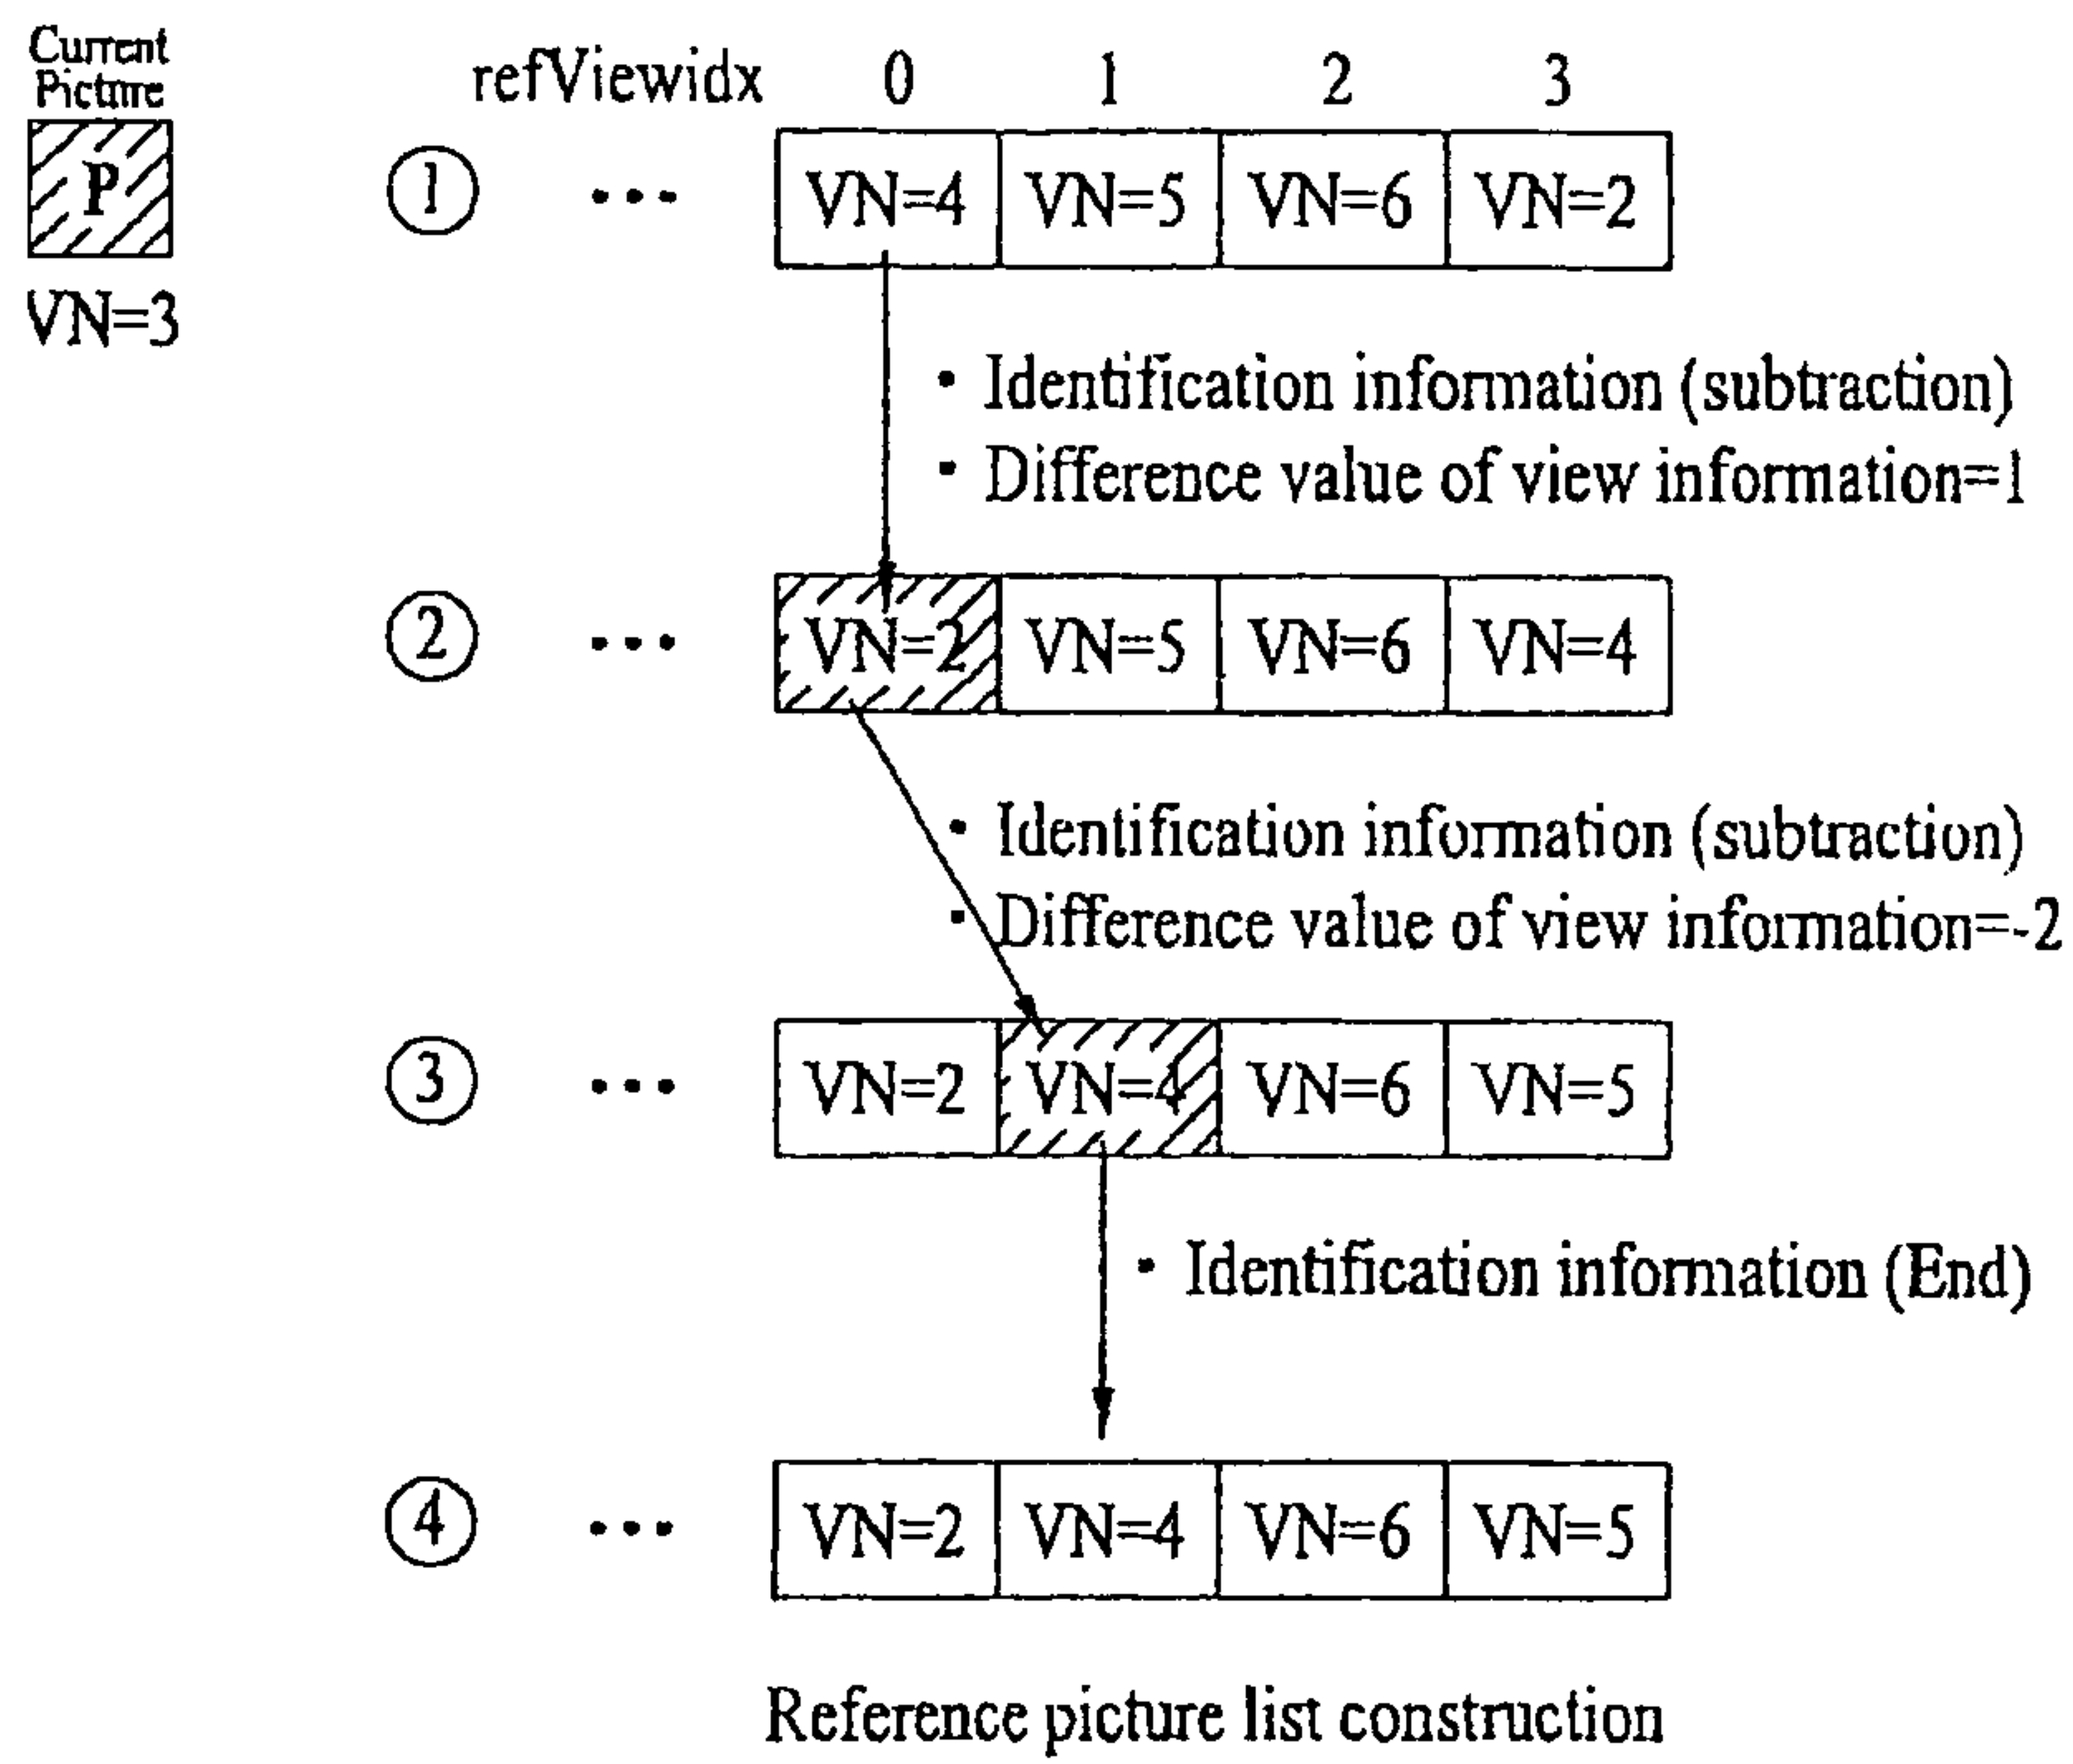 Current
Picture
P
VN=3
refViewidx 0 1 2 3
① ... VN=4 VN=5 VN=6 VN=2
• Identification information (subtraction)
• Difference value of view information=1
② ... VN=2 VN=5 VN=6 VN=4
• Identification information (subtraction)
• Difference value of view information=-2
③ ... VN=2 VN=4 VN=6 VN=5
• Identification information (End)
④ ... VN=2 VN=4 VN=6 VN=5
Reference picture list construction